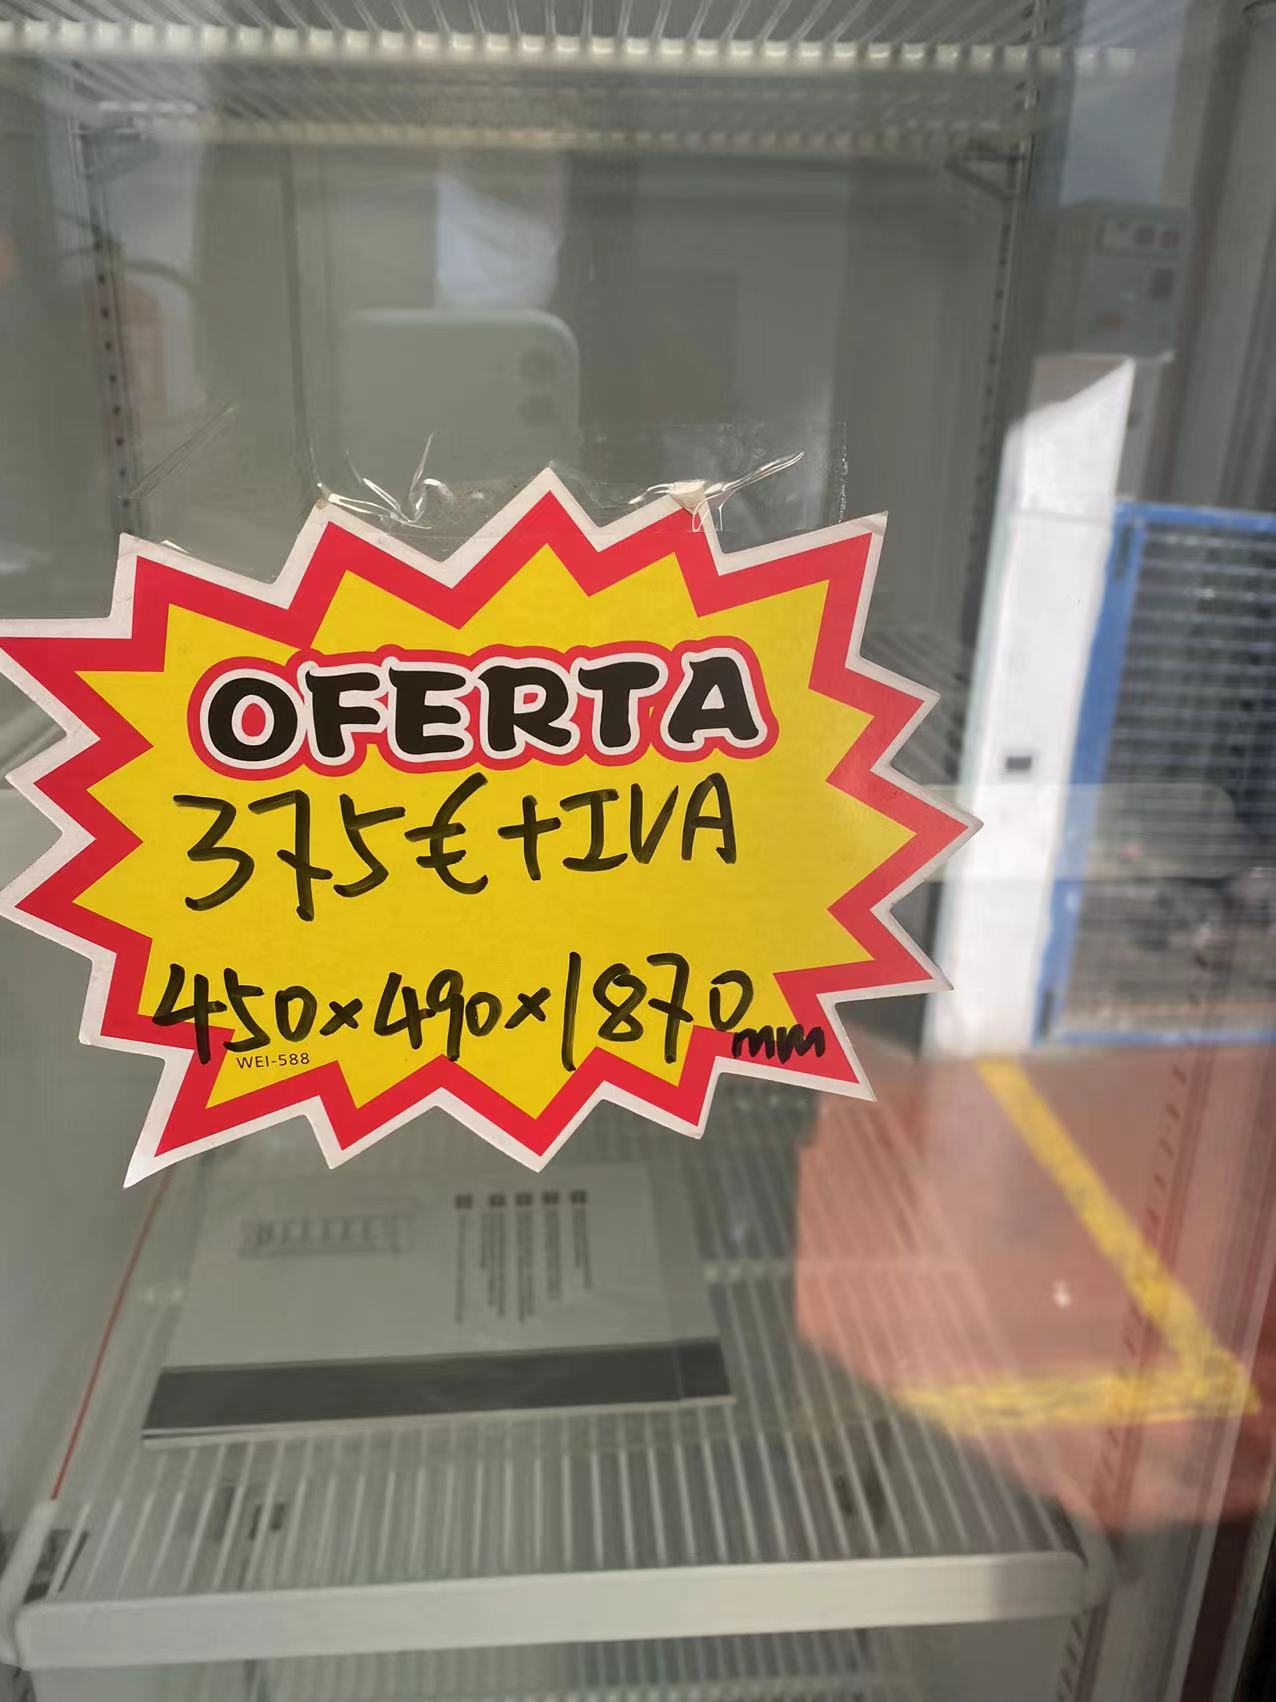 OFERTA
375€+IVA
450×490×1870mm
WEI-588